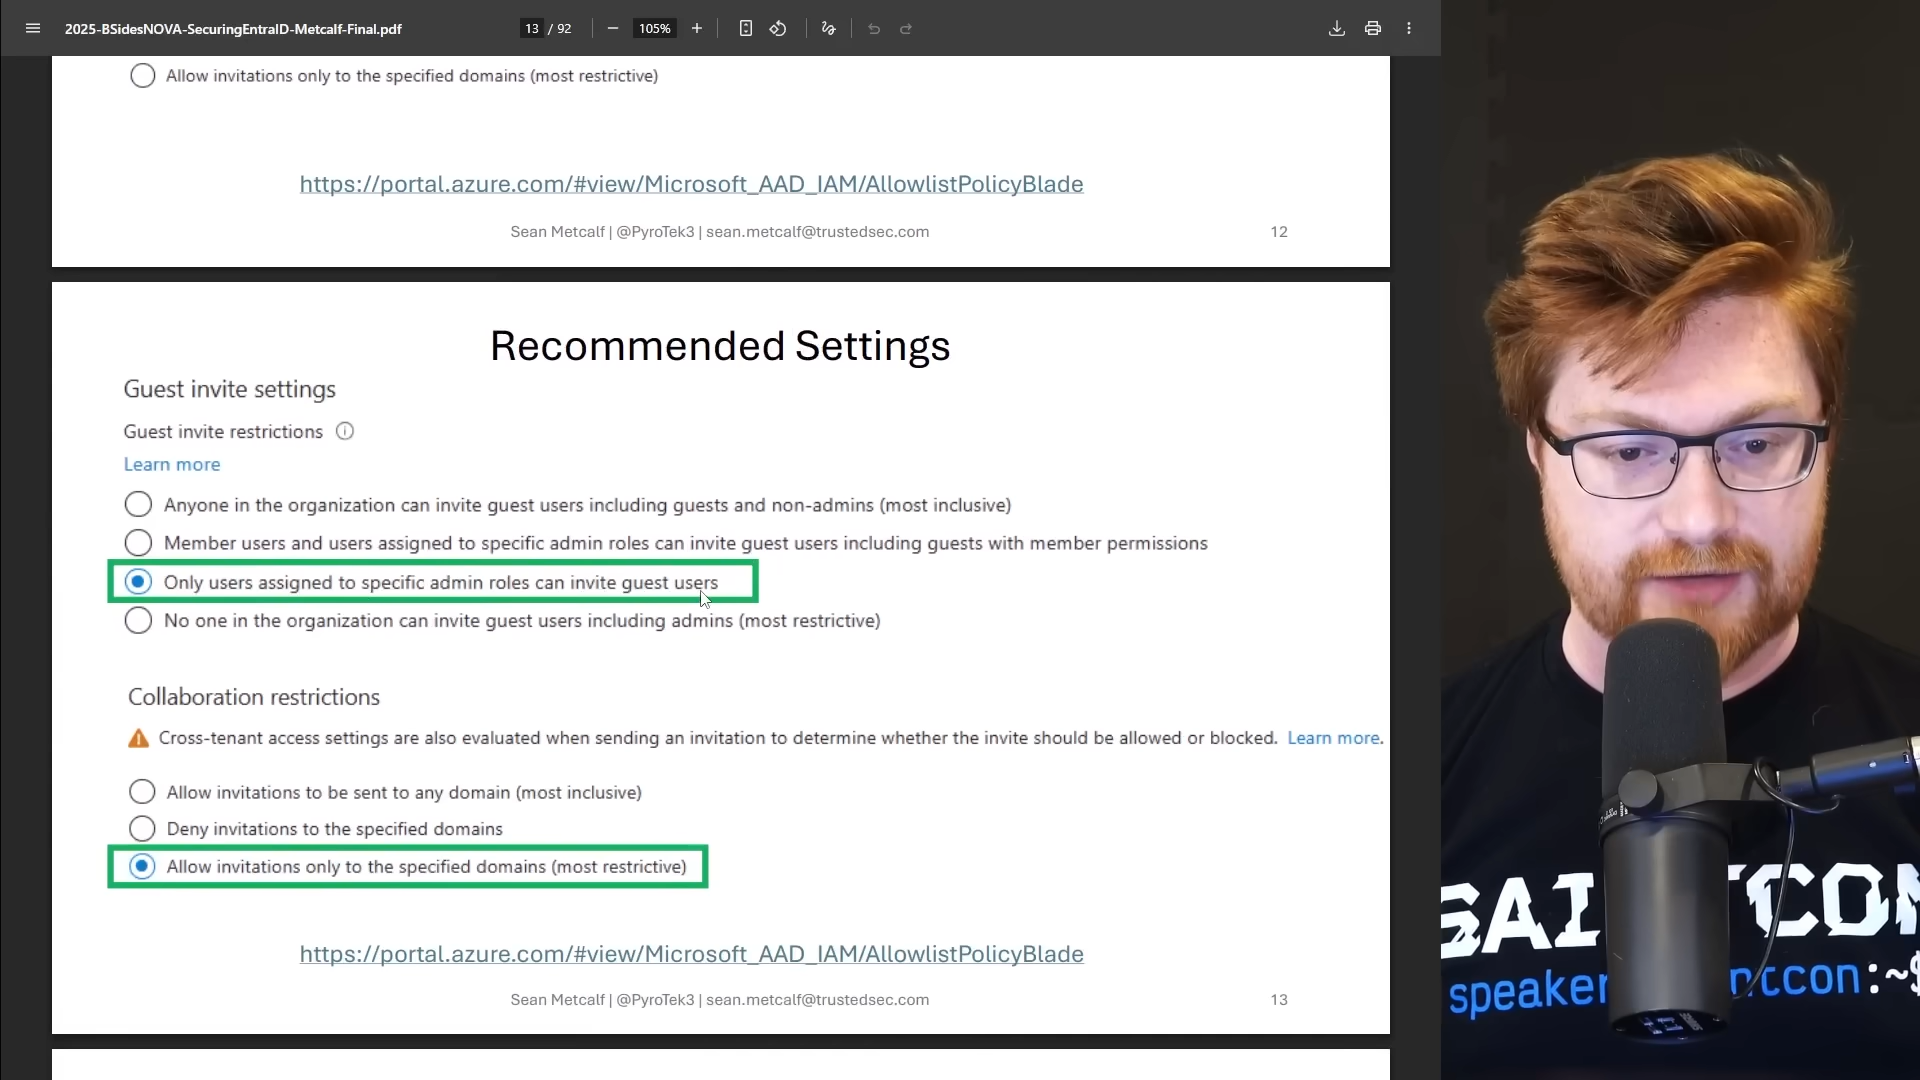 2025-BSidesNOVA-SecuringEntraID-Metcalf-Final.pdf
13 / 92
105%
Allow invitations only to the specified domains (most restrictive)
https://portal.azure.com/#view/Microsoft_AAD_IAM/AllowlistPolicyBlade
Sean Metcalf | @PyroTek3 | sean.metcalf@trustedsec.com
12
Recommended Settings
Guest invite settings
Guest invite restrictions
Learn more
Anyone in the organization can invite guest users including guests and non-admins (most inclusive)
Member users and users assigned to specific admin roles can invite guest users including guests with member permissions
Only users assigned to specific admin roles can invite guest users
No one in the organization can invite guest users including admins (most restrictive)
Collaboration restrictions
Cross-tenant access settings are also evaluated when sending an invitation to determine whether the invite should be allowed or blocked. Learn more.
Allow invitations to be sent to any domain (most inclusive)
Deny invitations to the specified domains
Allow invitations only to the specified domains (most restrictive)
https://portal.azure.com/#view/Microsoft_AAD_IAM/AllowlistPolicyBlade
Sean Metcalf | @PyroTek3 | sean.metcalf@trustedsec.com
13